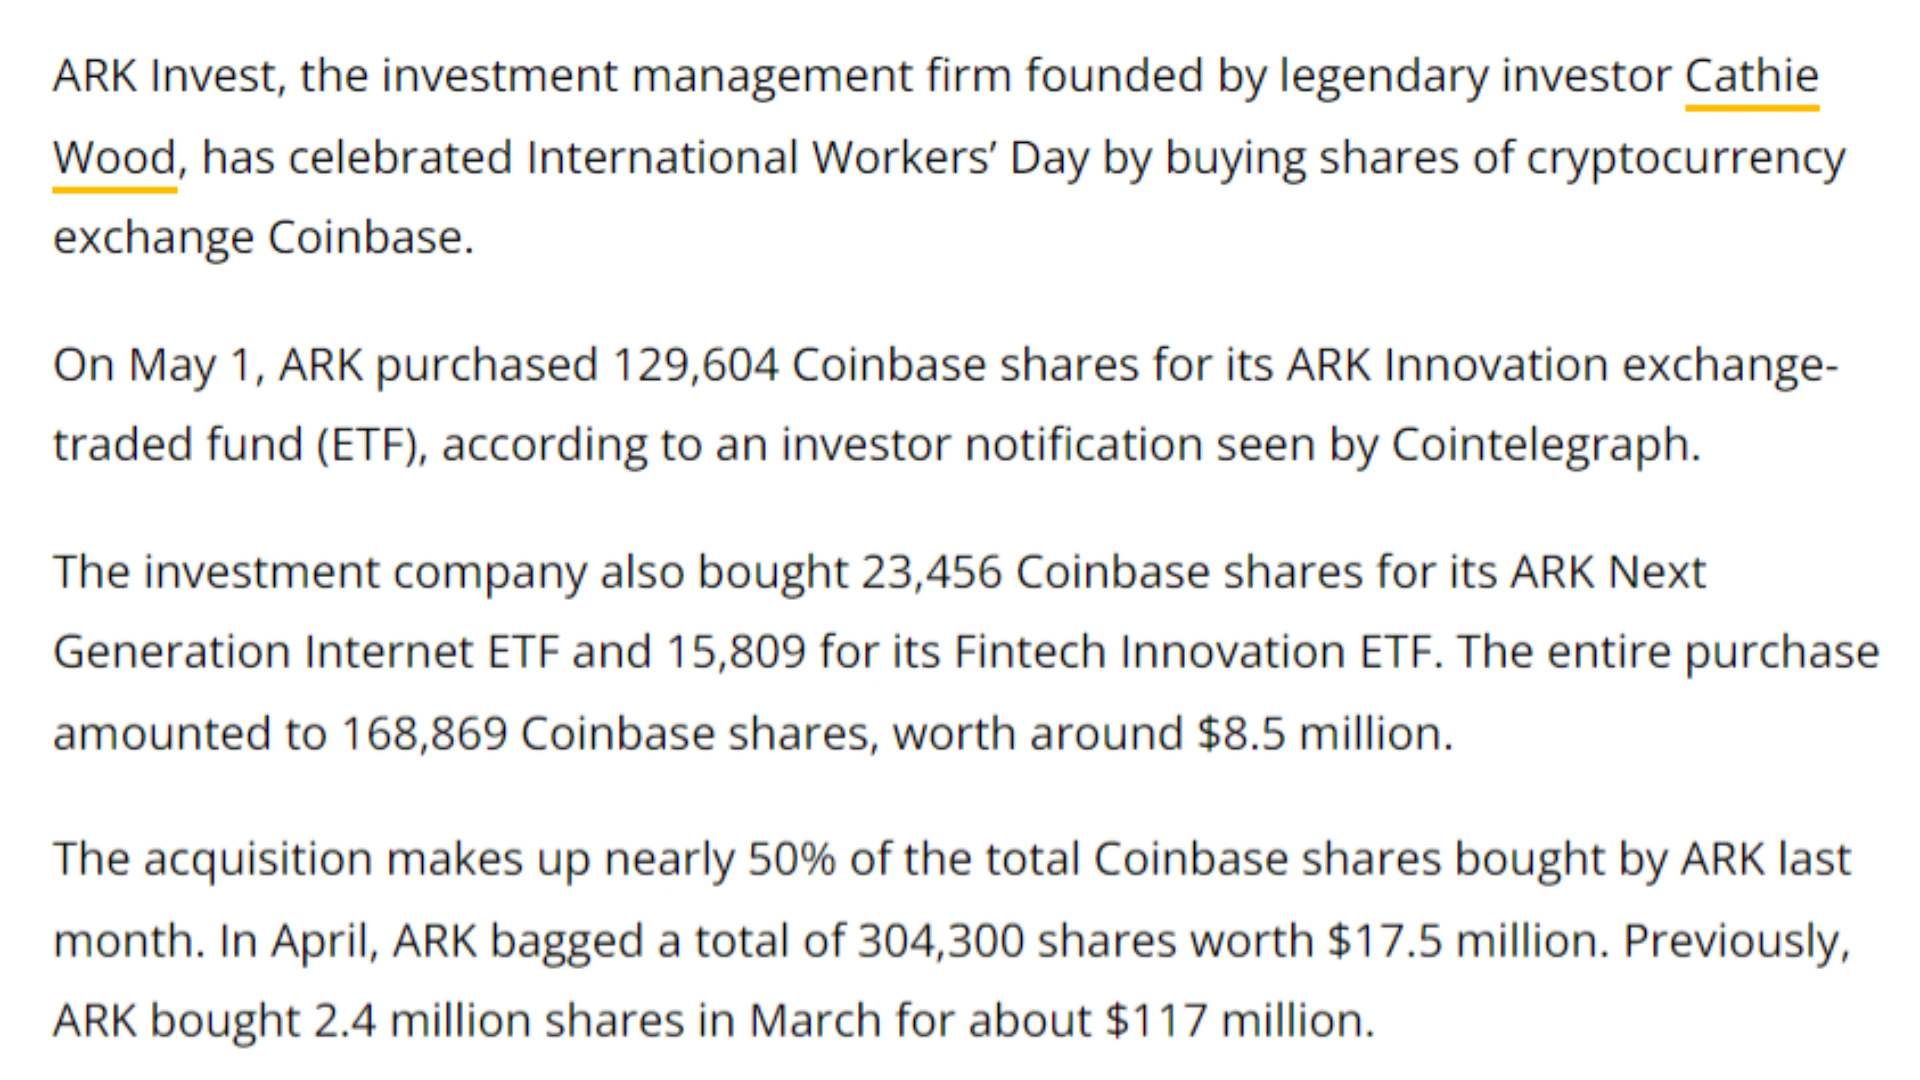 ARK Invest, the investment management firm founded by legendary investor Cathie
Wood, has celebrated International Workers’ Day by buying shares of cryptocurrency
exchange Coinbase.
On May 1, ARK purchased 129,604 Coinbase shares for its ARK Innovation exchange-
traded fund (ETF), according to an investor notification seen by Cointelegraph.
The investment company also bought 23,456 Coinbase shares for its ARK Next
Generation Internet ETF and 15,809 for its Fintech Innovation ETF. The entire purchase
amounted to 168,869 Coinbase shares, worth around $8.5 million.
The acquisition makes up nearly 50% of the total Coinbase shares bought by ARK last
month. In April, ARK bagged a total of 304,300 shares worth $17.5 million. Previously,
ARK bought 2.4 million shares in March for about $117 million.